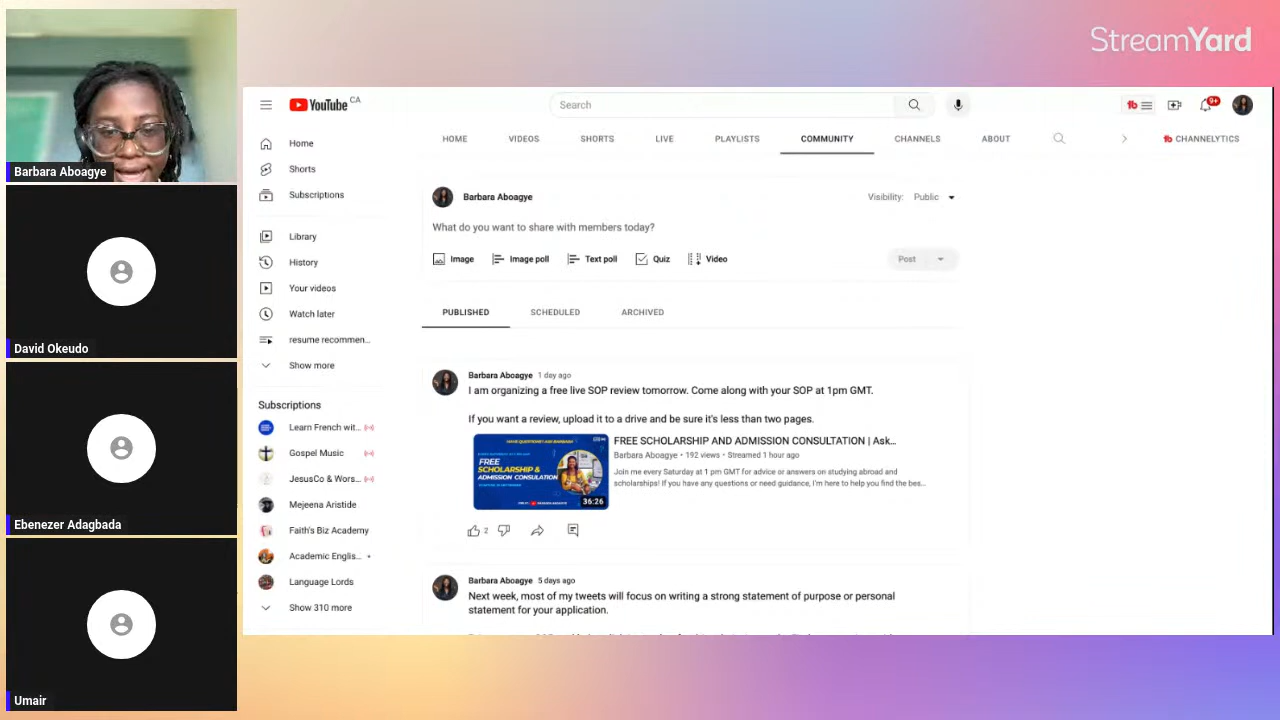 StreamYard
Barbara Aboagye
David Okeudo
Ebenezer Adagbada
Umair
YouTube CA
Search
9+
HOME VIDEOS SHORTS LIVE PLAYLISTS COMMUNITY CHANNELS ABOUT CHANNELYTICS
Home
Shorts
Subscriptions
Library
History
Your videos
Watch later
resume recommen...
Show more
Subscriptions
Learn French wit...
Gospel Music
JesusCo & Wors...
Mejeena Aristide
Faith's Biz Academy
Academic Englis...
Language Lords
Show 310 more
Barbara Aboagye
Visibility: Public
What do you want to share with members today?
Image Image poll Text poll Quiz Video
Post
PUBLISHED SCHEDULED ARCHIVED
Barbara Aboagye 1 day ago
I am organizing a free live SOP review tomorrow. Come along with your SOP at 1pm GMT.
If you want a review, upload it to a drive and be sure it's less than two pages.
FREE
SCHOLARSHIP &
ADMISSION CONSULATION
36:26
FREE SCHOLARSHIP AND ADMISSION CONSULTATION | Ask...
Barbara Aboagye • 192 views • Streamed 1 hour ago
Join me every Saturday at 1 pm GMT for advice or answers on studying abroad and
scholarships! If you have any questions or need guidance, I'm here to help you find the bes...
2
Barbara Aboagye 5 days ago
Next week, most of my tweets will focus on writing a strong statement of purpose or personal
statement for your application.